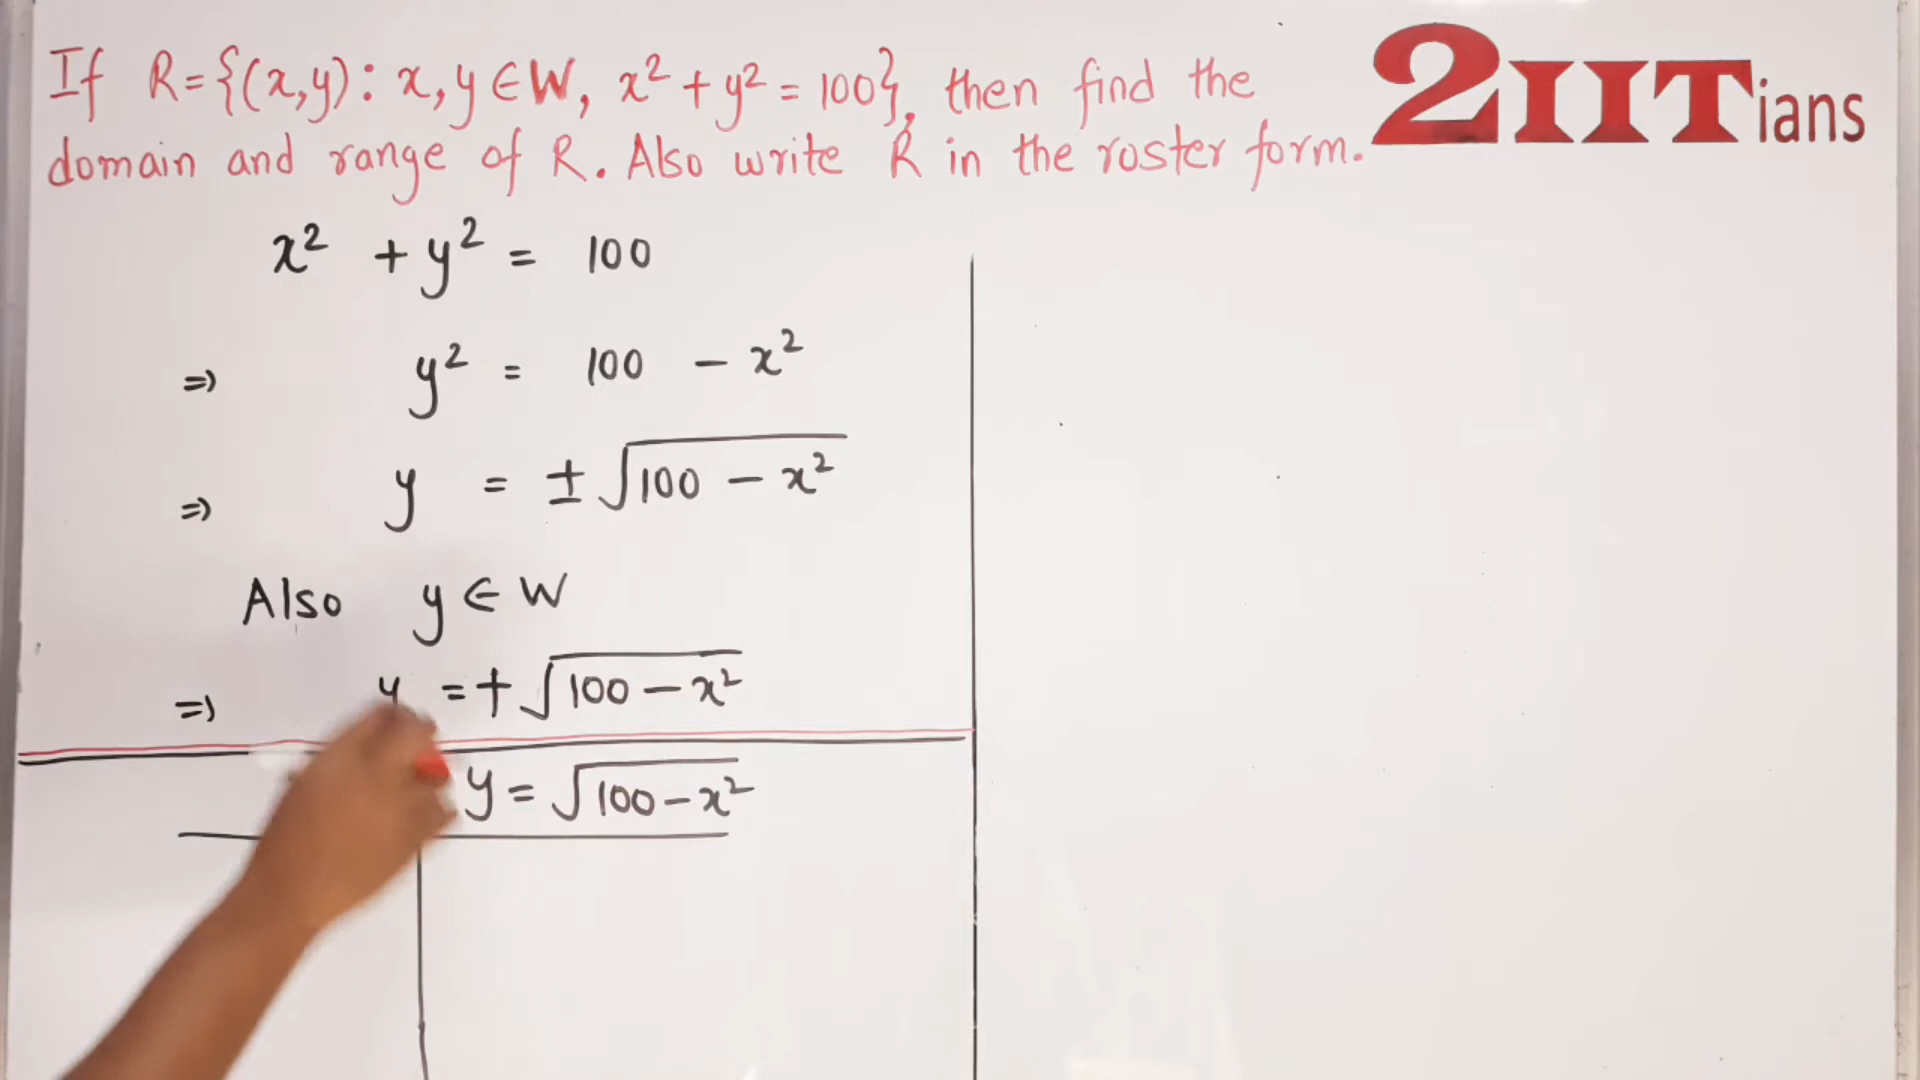 If R={(x,y): x,y∈W, x²+y²=100}, then find the
domain and range of R. Also write R in the roster form.
2IITians
x² + y² = 100
⇒ y² = 100 - x²
⇒ y = ±√(100 - x²)
Also y∈W
⇒ y = +√(100 - x²)
y = √(100 - x²)